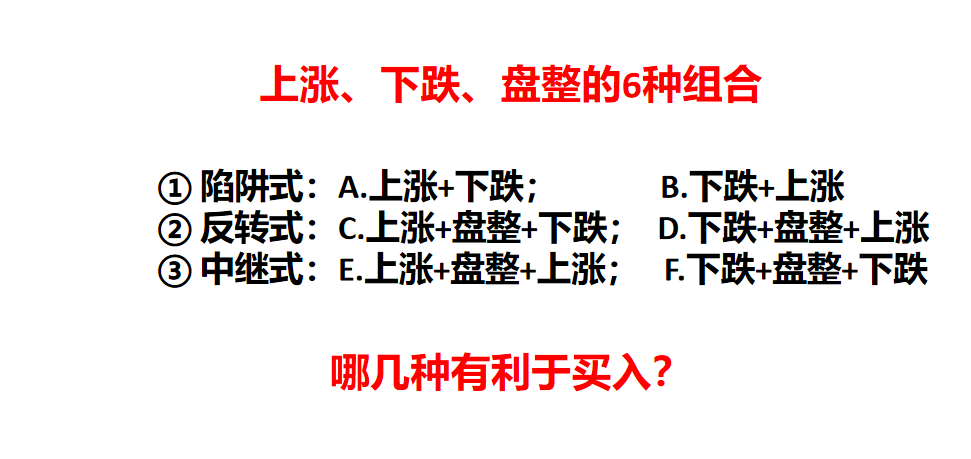 上涨、下跌、盘整的6种组合
① 陷阱式：A.上涨+下跌； B.下跌+上涨
② 反转式：C.上涨+盘整+下跌； D.下跌+盘整+上涨
③ 中继式：E.上涨+盘整+上涨； F.下跌+盘整+下跌
哪几种有利于买入？